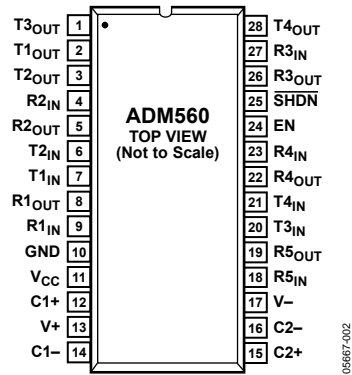 T3OUT 1
T1OUT 2
T2OUT 3
R2IN 4
R2OUT 5
T2IN 6
T1IN 7
R1OUT 8
R1IN 9
GND 10
VCC 11
C1+ 12
V+ 13
C1– 14
ADM560
TOP VIEW
(Not to Scale)
28 T4OUT
27 R3IN
26 R3OUT
25 SHDN
24 EN
23 R4IN
22 R4OUT
21 T4IN
20 T3IN
19 R5OUT
18 R5IN
17 V–
16 C2–
15 C2+
05667-002